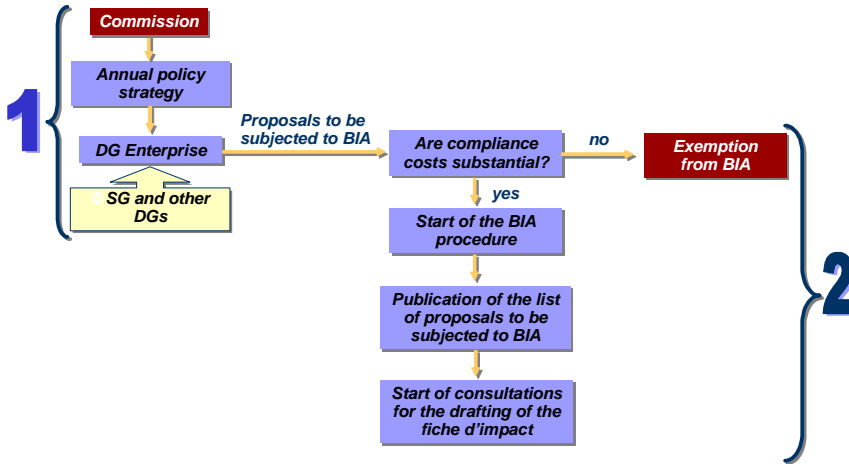 1
Commission
Annual policy
strategy
DG Enterprise
SG and other
DGs
Proposals to be
subjected to BIA
Are compliance
costs substantial?
no
Exemption
from BIA
yes
Start of the BIA
procedure
Publication of the list
of proposals to be
subjected to BIA
Start of consultations
for the drafting of the
fiche d'impact
2